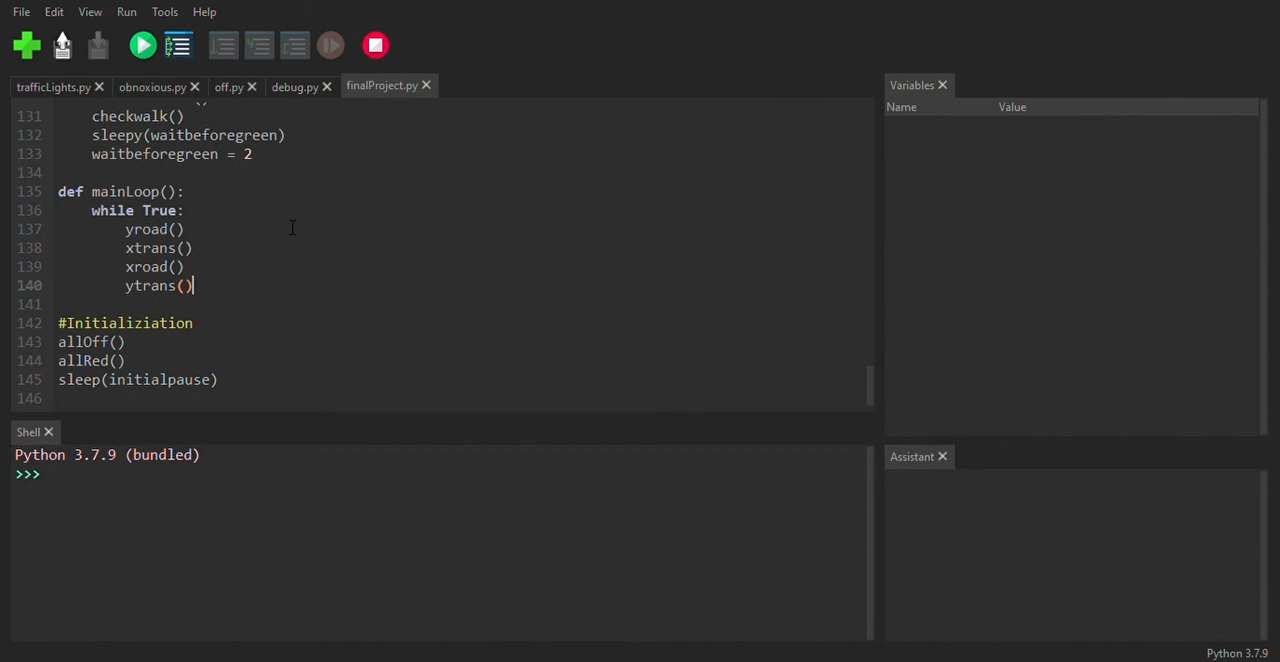 File Edit View Run Tools Help
trafficLights.py obnoxious.py off.py debug.py finalProject.py
131 checkwalk()
132 sleepy(waitbeforegreen)
133 waitbeforegreen = 2
134
135 def mainLoop():
136 while True:
137 yroad()
138 xtrans()
139 xroad()
140 ytrans()
141
142 #Initializiation
143 allOff()
144 allRed()
145 sleep(initialpause)
146
Shell
Python 3.7.9 (bundled)
>>>
Variables
Name Value
Assistant
Python 3.7.9